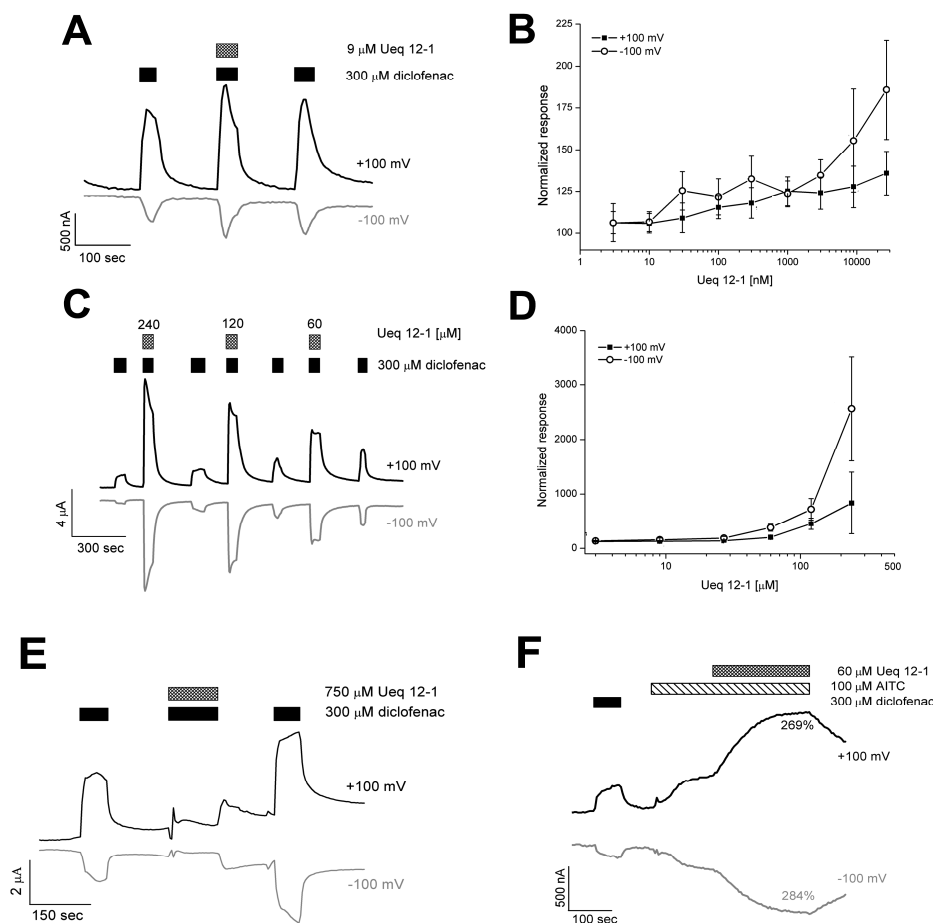 A
9 μM Ueq 12-1
300 μM diclofenac
+100 mV
-100 mV
500 nA
100 sec
B
225
200
175
150
125
100
Normalized response
+100 mV
-100 mV
1
10
100
1000
10000
Ueq 12-1 [nM]
C
240
120
60
Ueq 12-1 [μM]
300 μM diclofenac
+100 mV
-100 mV
4 μA
300 sec
D
4000
3000
2000
1000
0
Normalized response
+100 mV
-100 mV
10
100
500
Ueq 12-1 [μM]
E
750 μM Ueq 12-1
300 μM diclofenac
+100 mV
-100 mV
2 μA
150 sec
F
60 μM Ueq 12-1
100 μM AITC
300 μM diclofenac
269%
+100 mV
-100 mV
284%
500 nA
100 sec